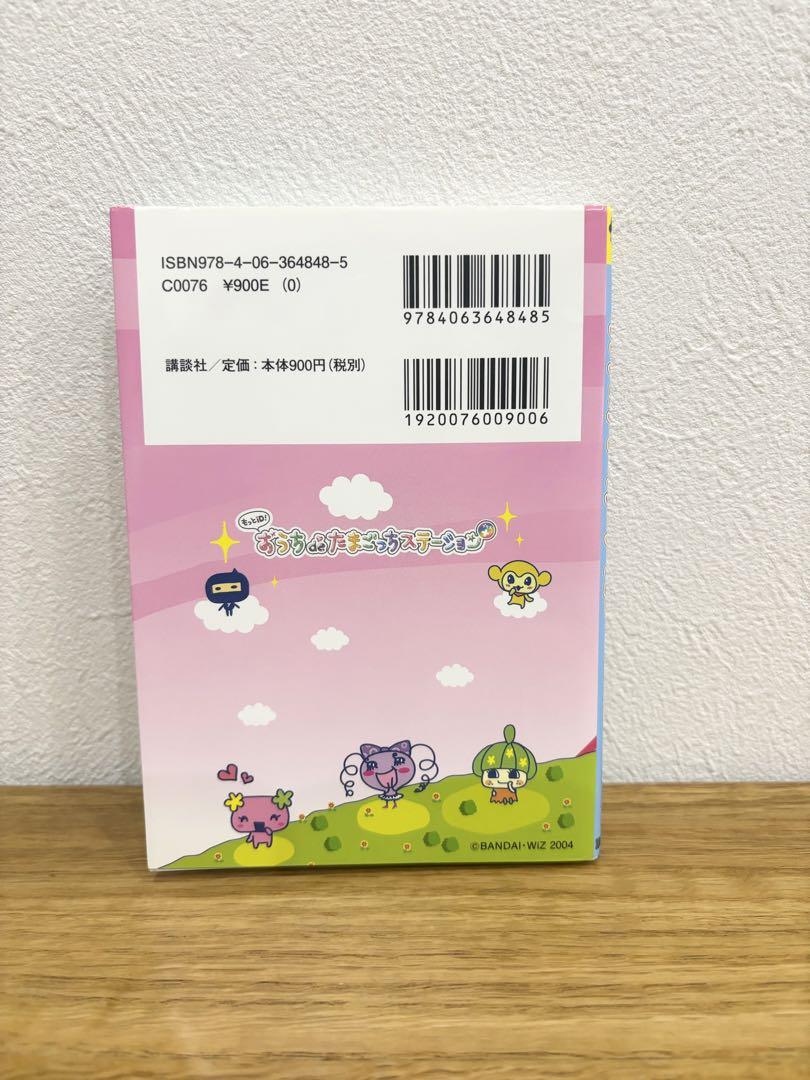 ISBN978-4-06-364848-5
C0076 ¥900E (0)
9784063648485
講談社／定価：本体900円(税別)
1920076009006
もっとiD!
おうちdeたまごっちステーション
©BANDAI・WiZ 2004